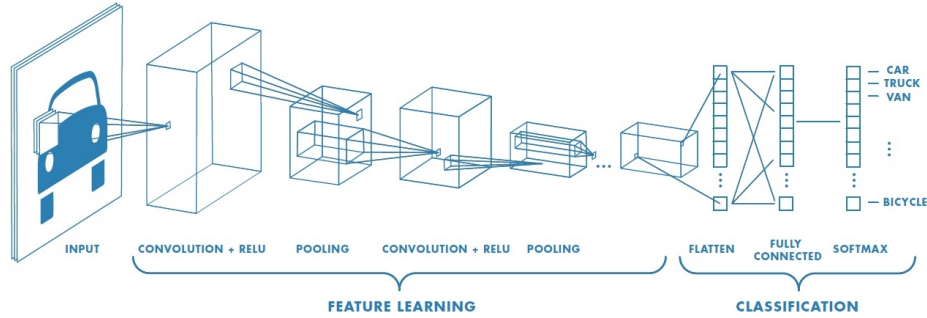 CAR
TRUCK
VAN
BICYCLE
INPUT
CONVOLUTION + RELU
POOLING
CONVOLUTION + RELU
POOLING
FLATTEN
FULLY
CONNECTED
SOFTMAX
FEATURE LEARNING
CLASSIFICATION